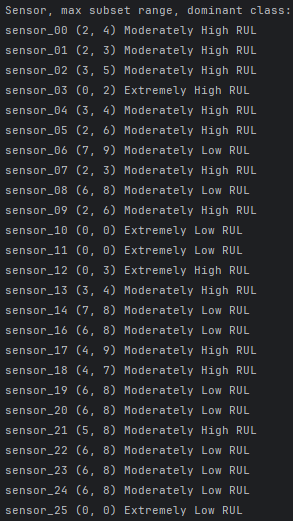 Sensor, max subset range, dominant class:
sensor_00 (2, 4) Moderately High RUL
sensor_01 (2, 3) Moderately High RUL
sensor_02 (3, 5) Moderately High RUL
sensor_03 (0, 2) Extremely High RUL
sensor_04 (3, 4) Moderately High RUL
sensor_05 (2, 6) Moderately High RUL
sensor_06 (7, 9) Moderately Low RUL
sensor_07 (2, 3) Moderately High RUL
sensor_08 (6, 8) Moderately Low RUL
sensor_09 (2, 6) Moderately High RUL
sensor_10 (0, 0) Extremely Low RUL
sensor_11 (0, 0) Extremely Low RUL
sensor_12 (0, 3) Extremely High RUL
sensor_13 (3, 4) Moderately High RUL
sensor_14 (7, 8) Moderately Low RUL
sensor_16 (6, 8) Moderately Low RUL
sensor_17 (4, 9) Moderately High RUL
sensor_18 (4, 7) Moderately High RUL
sensor_19 (6, 8) Moderately Low RUL
sensor_20 (6, 8) Moderately Low RUL
sensor_21 (5, 8) Moderately High RUL
sensor_22 (6, 8) Moderately Low RUL
sensor_23 (6, 8) Moderately Low RUL
sensor_24 (6, 8) Moderately Low RUL
sensor_25 (0, 0) Extremely Low RUL